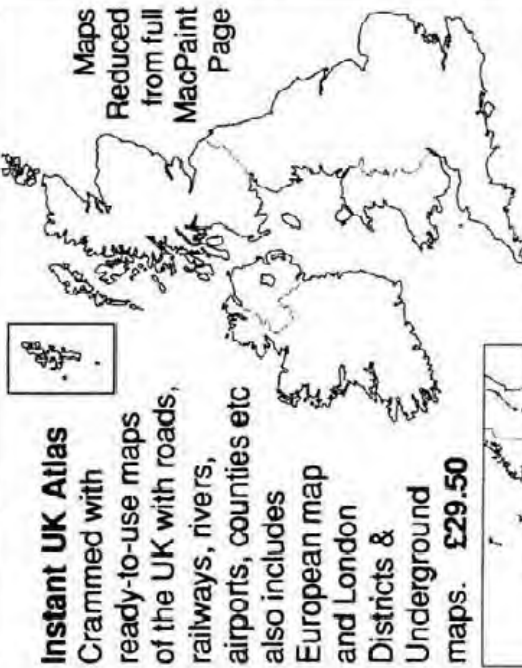 Instant UK Atlas
Crammed with
ready-to-use maps
of the UK with roads,
railways, rivers,
airports, counties etc
also includes
European map
and London
Districts &
Underground
maps. £29.50
Maps
Reduced
from full
MacPaint
Page